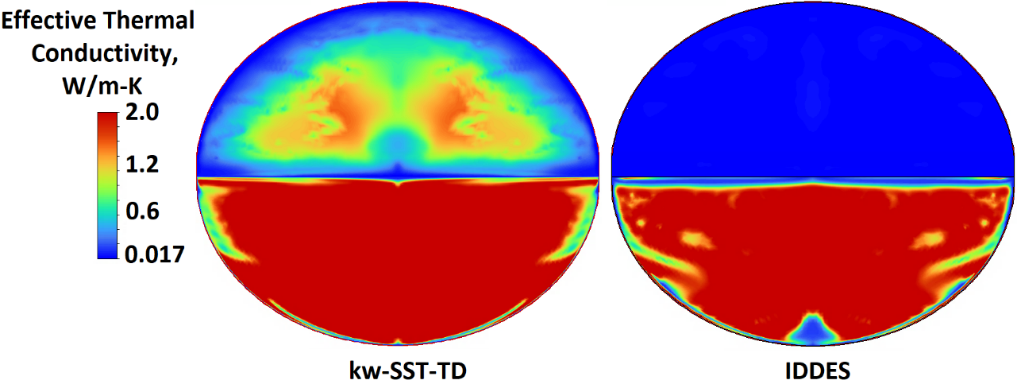 Effective Thermal
Conductivity,
W/m-K
2.0
1.2
0.6
0.017
kw-SST-TD
IDDES